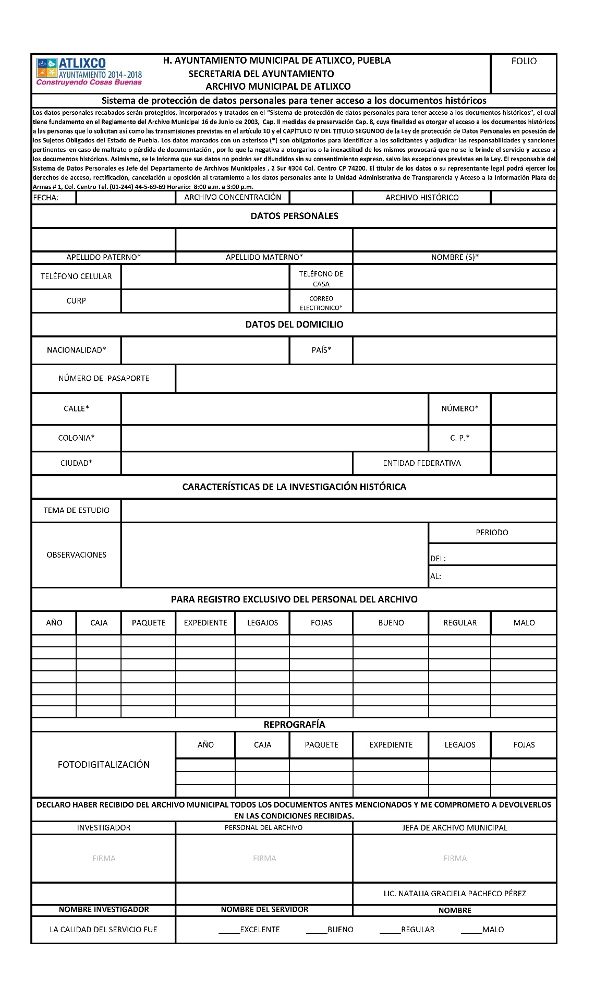 ATLIXCO
AYUNTAMIENTO 2014 - 2018
Construyendo Cosas Buenas
H. AYUNTAMIENTO MUNICIPAL DE ATLIXCO, PUEBLA
SECRETARIA DEL AYUNTAMIENTO
ARCHIVO MUNICIPAL DE ATLIXCO
FOLIO
Sistema de protección de datos personales para tener acceso a los documentos históricos
Los datos personales recabados serán protegidos, incorporados y tratados en el “Sistema de protección de datos personales para tener acceso a los documentos históricos”, el cual
tiene fundamento en el Reglamento del Archivo Municipal 16 de Junio de 2003, Cap. II medidas de preservación Cap. 8, cuya finalidad es otorgar el acceso a los documentos históricos
a las personas que lo solicitan así como las transmisiones previstas en el artículo 10 y el CAPÍTULO IV DEL TITULO SEGUNDO de la Ley de protección de Datos Personales en posesión de
los Sujetos Obligados del Estado de Puebla. Los datos marcados con un asterisco (*) son obligatorios para identificar a los solicitantes y adjudicar las responsabilidades y sanciones
pertinentes en caso de maltrato o pérdida de documentación , por lo que la negativa a otorgarlos o la inexactitud de los mismos provocará que no se le brinde el servicio y acceso a
los documentos históricos. Asimismo, se le informa que sus datos no podrán ser difundidos sin su consentimiento expreso, salvo las excepciones previstas en la Ley. El responsable del
Sistema de Datos Personales es Jefe del Departamento de Archivos Municipales , 2 Sur #304 Col. Centro CP 74200. El titular de los datos o su representante legal podrá ejercer los
derechos de acceso, rectificación, cancelación u oposición al tratamiento a los datos personales ante la Unidad Administrativa de Transparencia y Acceso a la Información Plaza de
Armas # 1, Col. Centro Tel. (01-244) 44-5-69-69 Horario: 8:00 a.m. a 3:00 p.m.
FECHA: ARCHIVO CONCENTRACIÓN ARCHIVO HISTÓRICO
DATOS PERSONALES
APELLIDO PATERNO* APELLIDO MATERNO* NOMBRE (S)*
TELÉFONO CELULAR
TELÉFONO DE
CASA
CURP
CORREO
ELECTRONICO*
DATOS DEL DOMICILIO
NACIONALIDAD* PAÍS*
NÚMERO DE PASAPORTE
CALLE* NÚMERO*
COLONIA* C. P.*
CIUDAD* ENTIDAD FEDERATIVA
CARACTERÍSTICAS DE LA INVESTIGACIÓN HISTÓRICA
TEMA DE ESTUDIO
OBSERVACIONES
PERIODO
DEL:
AL:
PARA REGISTRO EXCLUSIVO DEL PERSONAL DEL ARCHIVO
AÑO CAJA PAQUETE EXPEDIENTE LEGAJOS FOJAS BUENO REGULAR MALO
REPROGRAFÍA
FOTODIGITALIZACIÓN
AÑO CAJA PAQUETE EXPEDIENTE LEGAJOS FOJAS
DECLARO HABER RECIBIDO DEL ARCHIVO MUNICIPAL TODOS LOS DOCUMENTOS ANTES MENCIONADOS Y ME COMPROMETO A DEVOLVERLOS
EN LAS CONDICIONES RECIBIDAS.
INVESTIGADOR PERSONAL DEL ARCHIVO JEFA DE ARCHIVO MUNICIPAL
FIRMA FIRMA FIRMA
LIC. NATALIA GRACIELA PACHECO PÉREZ
NOMBRE INVESTIGADOR NOMBRE DEL SERVIDOR NOMBRE
LA CALIDAD DEL SERVICIO FUE _____EXCELENTE _____BUENO _____REGULAR _____MALO